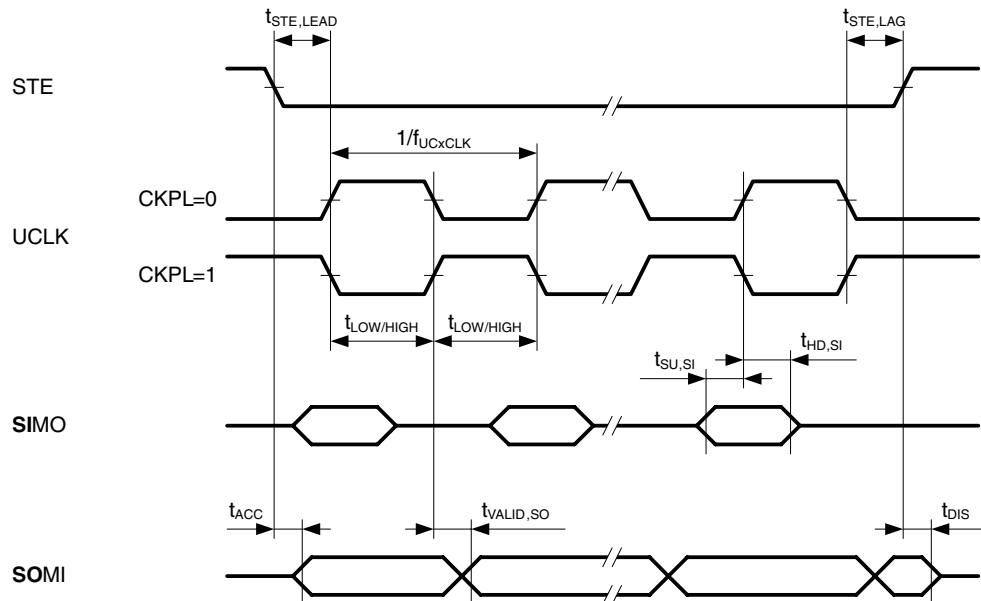 tSTE,LEAD
tSTE,LAG
STE
1/fUCxCLK
CKPL=0
UCLK
CKPL=1
tLOW/HIGH
tLOW/HIGH
tSU,SI
tHD,SI
SIMO
tACC
tVALID,SO
tDIS
SOMI